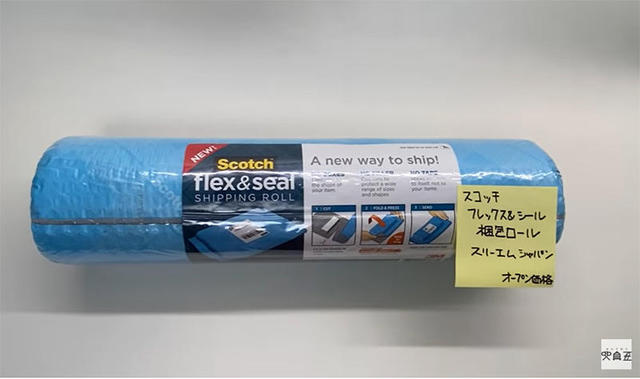 NEW!
Scotch
flex&seal
SHIPPING ROLL
A new way to ship!
NO TAPE
1 CUT
2 FOLD & PRESS
3 SEND
スコッチ
フレックス&シール
梱包ロール
スリーエム ジャパン
オープン価格